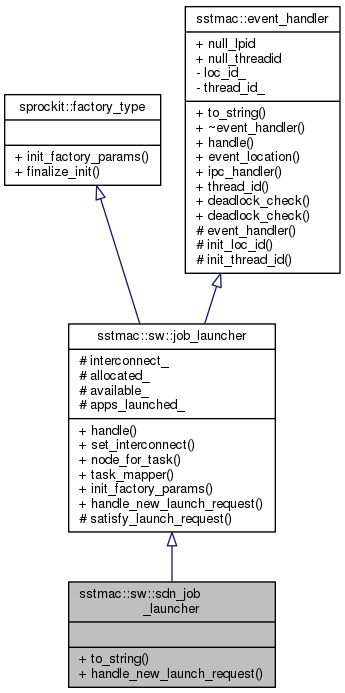 sstmac::event_handler
+ null_lpid
+ null_threadid
- loc_id_
- thread_id_
+ to_string()
+ ~event_handler()
+ handle()
+ event_location()
+ ipc_handler()
+ thread_id()
+ deadlock_check()
+ deadlock_check()
# event_handler()
# init_loc_id()
# init_thread_id()
sprockit::factory_type
+ init_factory_params()
+ finalize_init()
sstmac::sw::job_launcher
# interconnect_
# allocated_
# available_
# apps_launched_
+ handle()
+ set_interconnect()
+ node_for_task()
+ task_mapper()
+ init_factory_params()
+ handle_new_launch_request()
# satisfy_launch_request()
sstmac::sw::sdn_job
_launcher
+ to_string()
+ handle_new_launch_request()